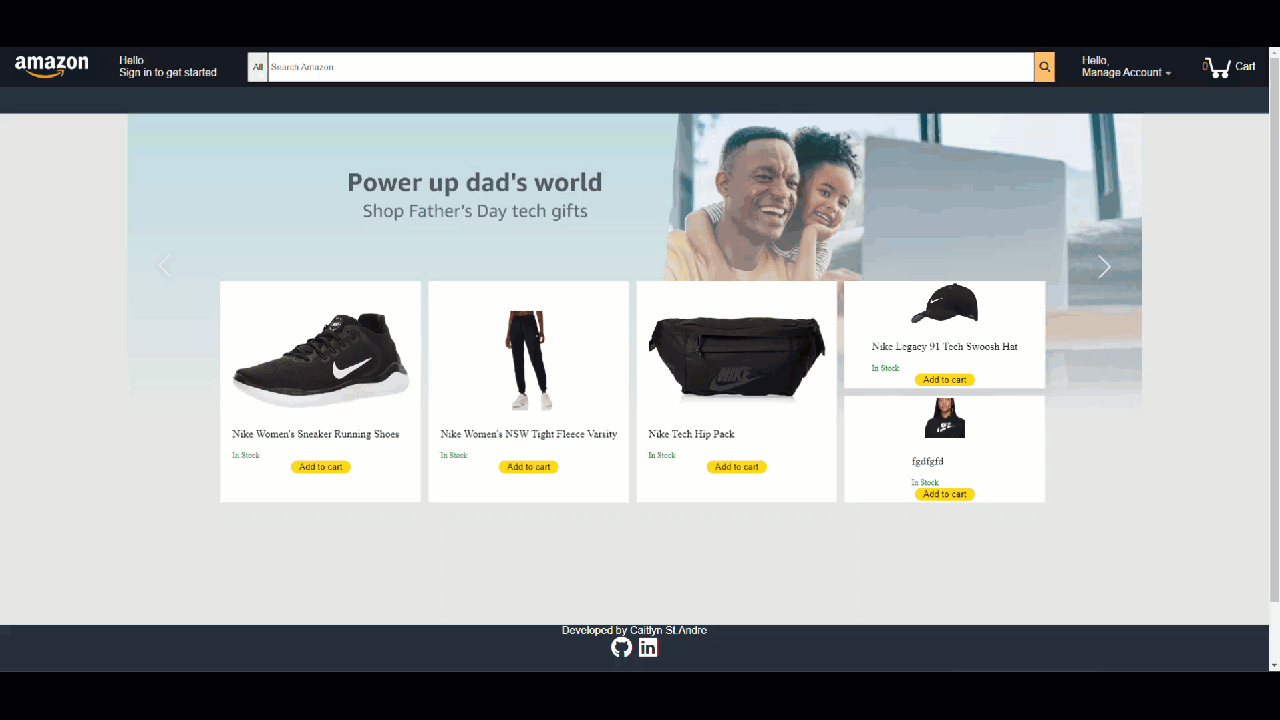 amazon
Hello
Sign in to get started
All
Search Amazon
Hello,
Manage Account
0
Cart
Power up dad's world
Shop Father's Day tech gifts
Nike Women's Sneaker Running Shoes
In Stock
Add to cart
Nike Women's NSW Tight Fleece Varsity
In Stock
Add to cart
NIKE
Nike Tech Hip Pack
In Stock
Add to cart
Nike Legacy 91 Tech Swoosh Hat
In Stock
Add to cart
fgdfgfd
In Stock
Add to cart
Developed by Caitlyn St.Andre
in